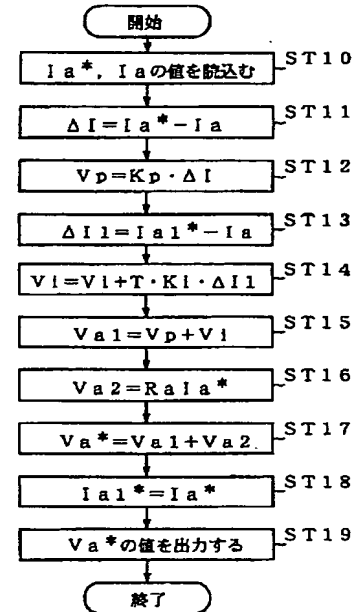 開始
Ia*, Iaの値を読込む ST10
ΔI=Ia*-Ia ST11
Vp=Kp・ΔI ST12
ΔI1=Ia1*-Ia ST13
Vi=Vi+T・Ki・ΔI1 ST14
Va1=Vp+Vi ST15
Va2=RaIa* ST16
Va*=Va1+Va2 ST17
Ia1*=Ia* ST18
Va*の値を出力する ST19
終了